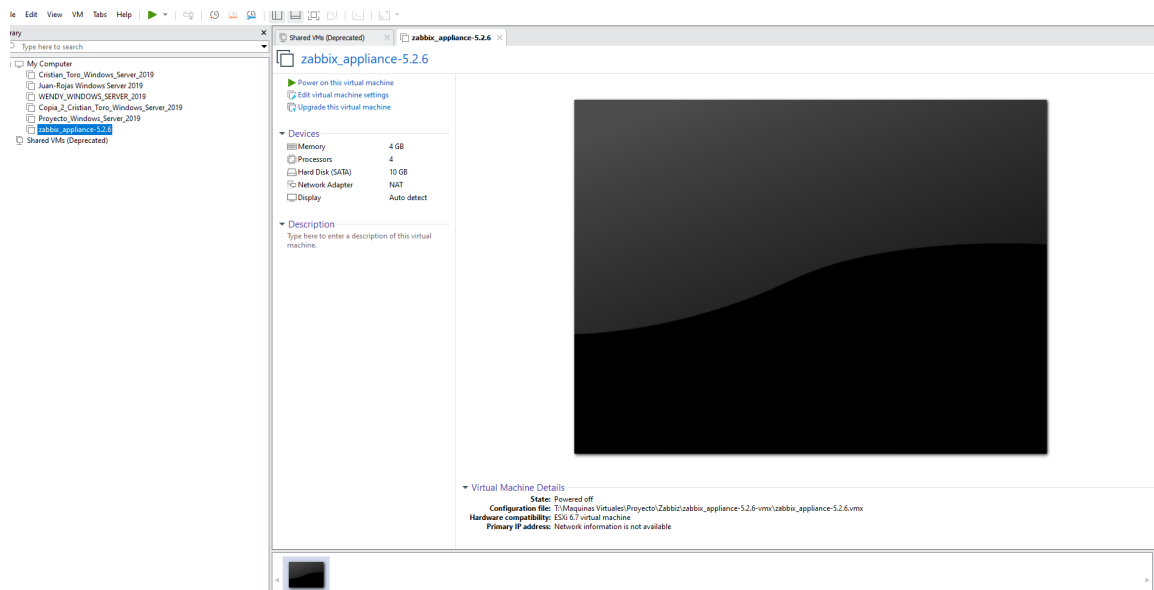 le Edit View VM Tabs Help
rary
Type here to search
My Computer
Cristian_Toro_Windows_Server_2019
Juan-Rojas Windows Server 2019
WENDY_WINDOWS_SERVER_2019
Copia_2_Cristian_Toro_Windows_Server_2019
Proyecto_Windows_Server_2019
zabbix_appliance-5.2.6
Shared VMs (Deprecated)
Shared VMs (Deprecated) zabbix_appliance-5.2.6
zabbix_appliance-5.2.6
Power on this virtual machine
Edit virtual machine settings
Upgrade this virtual machine
Devices
Memory 4 GB
Processors 4
Hard Disk (SATA) 10 GB
Network Adapter NAT
Display Auto detect
Description
Type here to enter a description of this virtual
machine.
Virtual Machine Details
State: Powered off
Configuration file: T:\Maquinas Virtuales\Proyecto\Zabbiz\zabbix_appliance-5.2.6-vmx\zabbix_appliance-5.2.6.vmx
Hardware compatibility: ESXi 6.7 virtual machine
Primary IP address: Network information is not available